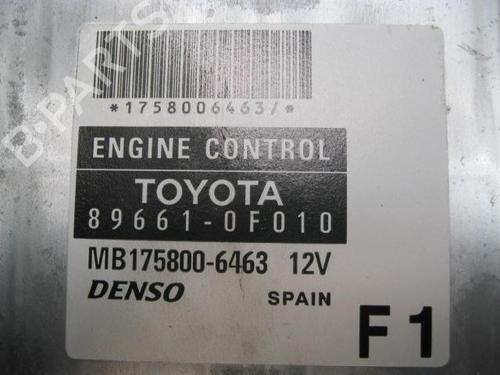 B-PARTS
*1758006463/*
ENGINE CONTROL
TOYOTA
89661-0F010
MB175800-6463 12V
DENSO SPAIN
F1